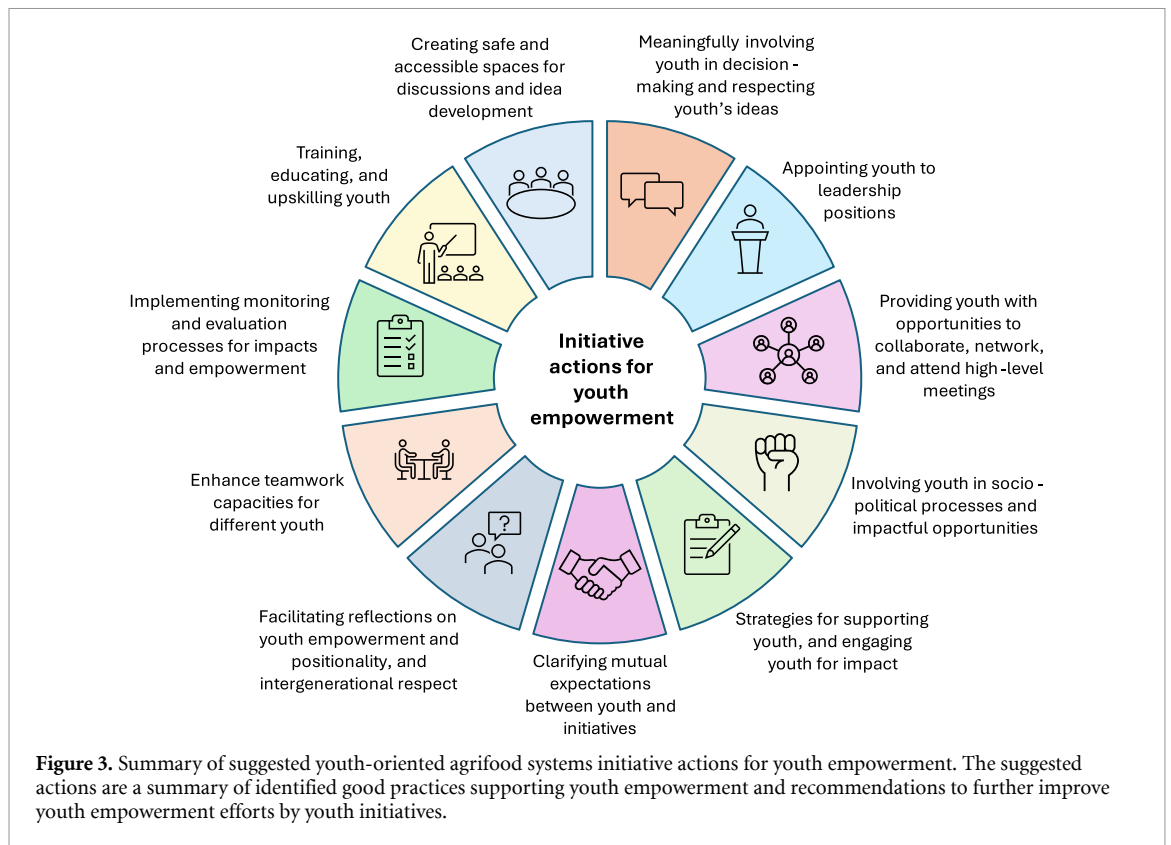 Creating safe and
accessible spaces for
discussions and idea
development
Meaningfully involving
youth in decision -
making and respecting
youth's ideas
Appointing youth to
leadership
positions
Providing youth with
opportunities to
collaborate, network,
and attend high-level
meetings
Involving youth in socio -
political processes and
impactful opportunities
Strategies for supporting
youth, and engaging
youth for impact
Clarifying mutual
expectations
between youth and
initiatives
Facilitating reflections on
youth empowerment and
positionality, and
intergenerational respect
Enhance teamwork
capacities for
different youth
Implementing monitoring
and evaluation
processes for impacts
and empowerment
Training,
educating, and
upskilling youth
Initiative
actions for
youth
empowerment
?
Figure 3. Summary of suggested youth-oriented agrifood systems initiative actions for youth empowerment. The suggested
actions are a summary of identified good practices supporting youth empowerment and recommendations to further improve
youth empowerment efforts by youth initiatives.